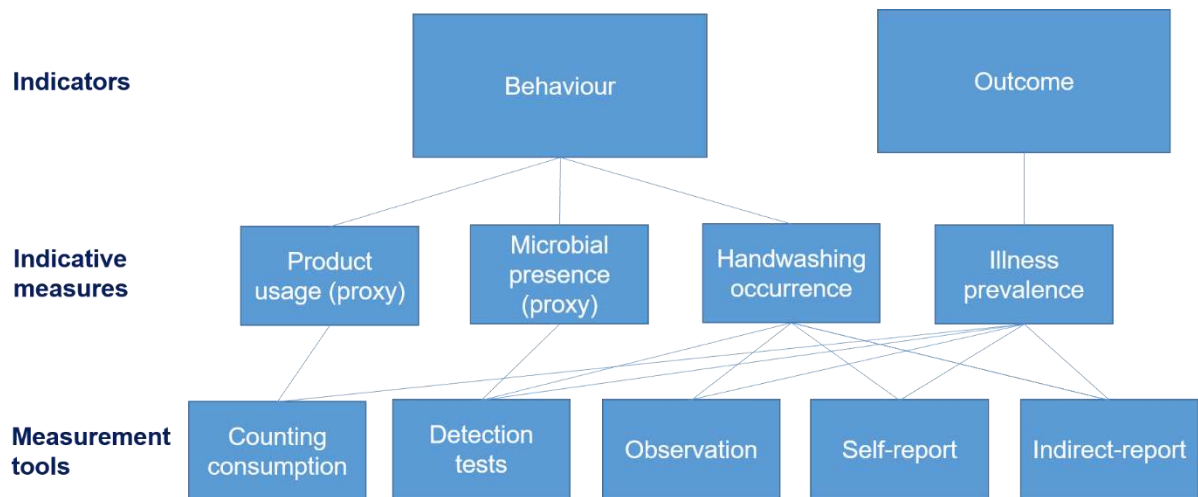 Indicators
Behaviour
Outcome
Indicative
measures
Product
usage (proxy)
Microbial
presence
(proxy)
Handwashing
occurrence
Illness
prevalence
Measurement
tools
Counting
consumption
Detection
tests
Observation
Self-report
Indirect-report